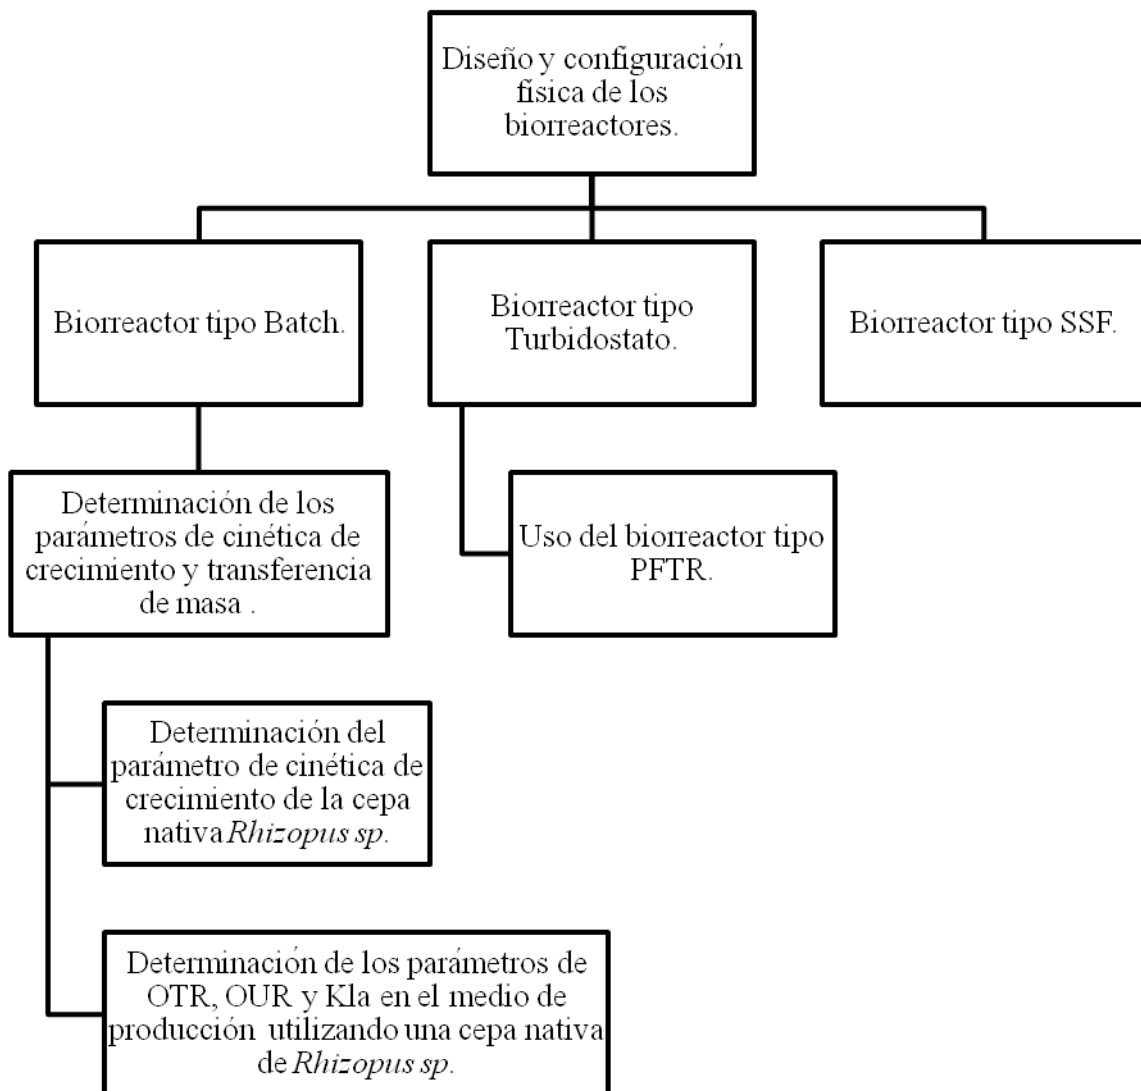 Diseño y configuración
física de los
biorreactores.
Biorreactor tipo Batch.
Biorreactor tipo
Turbidostato.
Biorreactor tipo SSF.
Determinación de los
parámetros de cinética de
crecimiento y transferencia
de masa .
Uso del biorreactor tipo
PFTR.
Determinación del
parámetro de cinética de
crecimiento de la cepa
nativa Rhizopus sp.
Determinación de los parámetros de
OTR, OUR y Kla en el medio de
producción utilizando una cepa nativa
de Rhizopus sp.